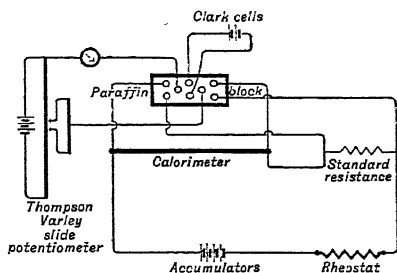 Clark cells
Paraffin
block
Calorimeter
Standard
resistance
Thompson
Varley
slide
potentiometer
Accumulators
Rheostat